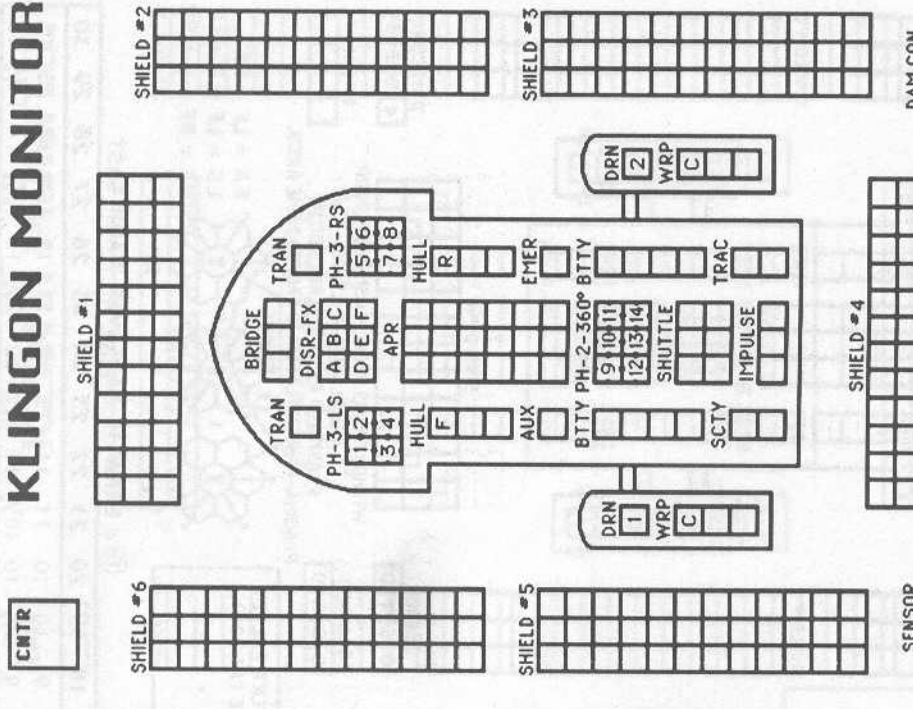 KLINGON MONITOR
CNTR
SHIELD #1
SHIELD #2
SHIELD #6
BRIDGE
TRAN
TRAN
DISR-FX
A B C
D E F
PH-3-LS
1 2
3 4
PH-3-RS
5 6
7 8
APR
HULL
F
HULL
R
SHIELD #3
SHIELD #5
AUX
EMER
BTTY
PH-2-360°
9 10 11
12 13 14
BTTY
DRN
1
WRP
C
DRN
2
WRP
C
SHUTTLE
SCTY
TRAC
IMPULSE
SHIELD #4
SENSOR
DAM CON